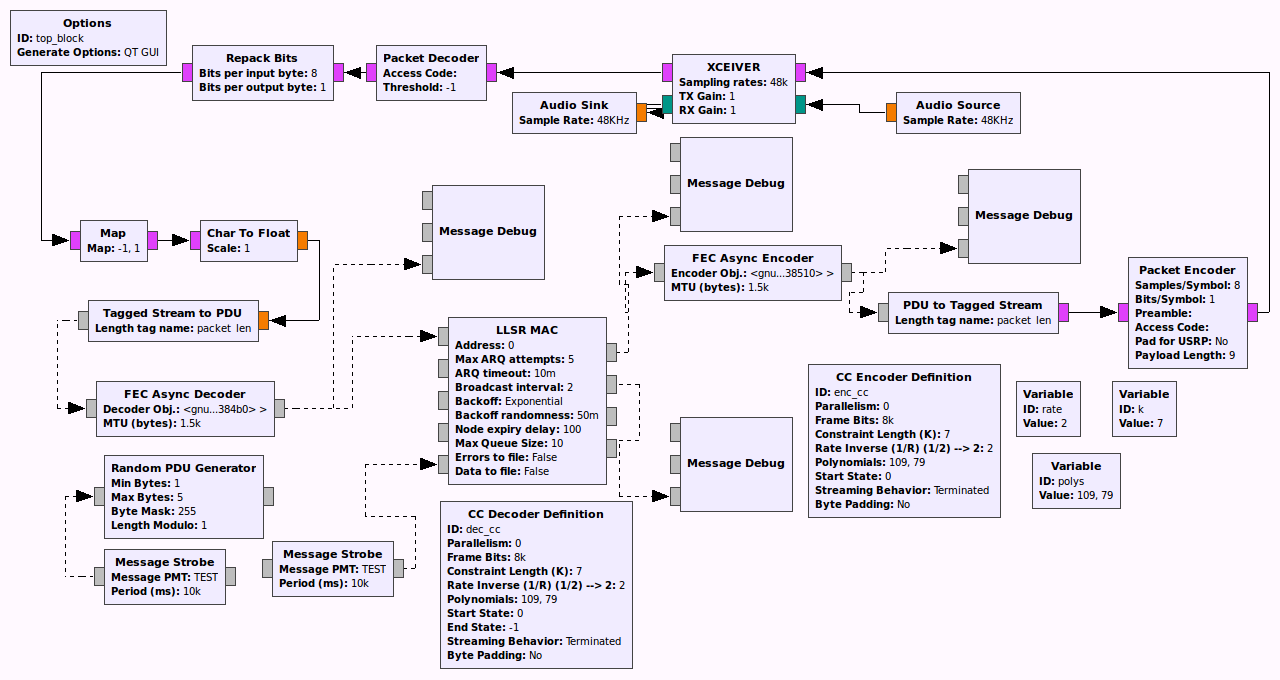 Options
ID: top_block
Generate Options: QT GUI
Repack Bits
Bits per input byte: 8
Bits per output byte: 1
Packet Decoder
Access Code:
Threshold: -1
XCEIVER
Sampling rates: 48k
TX Gain: 1
RX Gain: 1
Audio Sink
Sample Rate: 48KHz
Audio Source
Sample Rate: 48KHz
Message Debug
Message Debug
Message Debug
Map
Map: -1, 1
Char To Float
Scale: 1
FEC Async Encoder
Encoder Obj.: <gnu...38510> >
MTU (bytes): 1.5k
Packet Encoder
Samples/Symbol: 8
Bits/Symbol: 1
Preamble:
Access Code:
Pad for USRP: No
Payload Length: 9
PDU to Tagged Stream
Length tag name: packet_len
Tagged Stream to PDU
Length tag name: packet_len
LLSR MAC
Address: 0
Max ARQ attempts: 5
ARQ timeout: 10m
Broadcast interval: 2
Backoff: Exponential
Backoff randomness: 50m
Node expiry delay: 100
Max Queue Size: 10
Errors to file: False
Data to file: False
FEC Async Decoder
Decoder Obj.: <gnu...384b0> >
MTU (bytes): 1.5k
CC Encoder Definition
ID: enc_cc
Parallelism: 0
Frame Bits: 8k
Constraint Length (K): 7
Rate Inverse (1/R) (1/2) --> 2: 2
Polynomials: 109, 79
Start State: 0
Streaming Behavior: Terminated
Byte Padding: No
Variable
ID: rate
Value: 2
Variable
ID: k
Value: 7
Variable
ID: polys
Value: 109, 79
Message Debug
Random PDU Generator
Min Bytes: 1
Max Bytes: 5
Byte Mask: 255
Length Modulo: 1
Message Strobe
Message PMT: TEST
Period (ms): 10k
Message Strobe
Message PMT: TEST
Period (ms): 10k
CC Decoder Definition
ID: dec_cc
Parallelism: 0
Frame Bits: 8k
Constraint Length (K): 7
Rate Inverse (1/R) (1/2) --> 2: 2
Polynomials: 109, 79
Start State: 0
End State: -1
Streaming Behavior: Terminated
Byte Padding: No